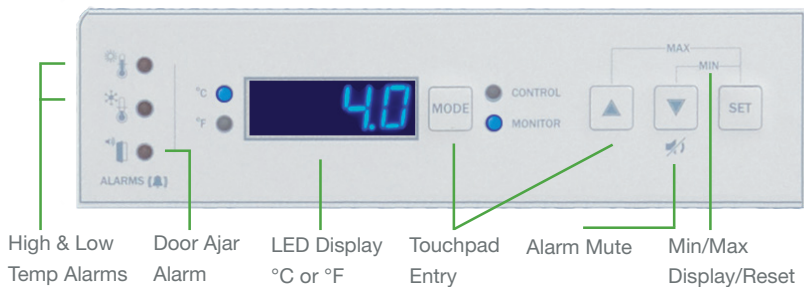 MAX
MIN
°C
4.0
MODE
CONTROL
SET
°F
MONITOR
ALARMS
High & Low
Temp Alarms
Door Ajar
Alarm
LED Display
°C or °F
Touchpad
Entry
Alarm Mute
Min/Max
Display/Reset